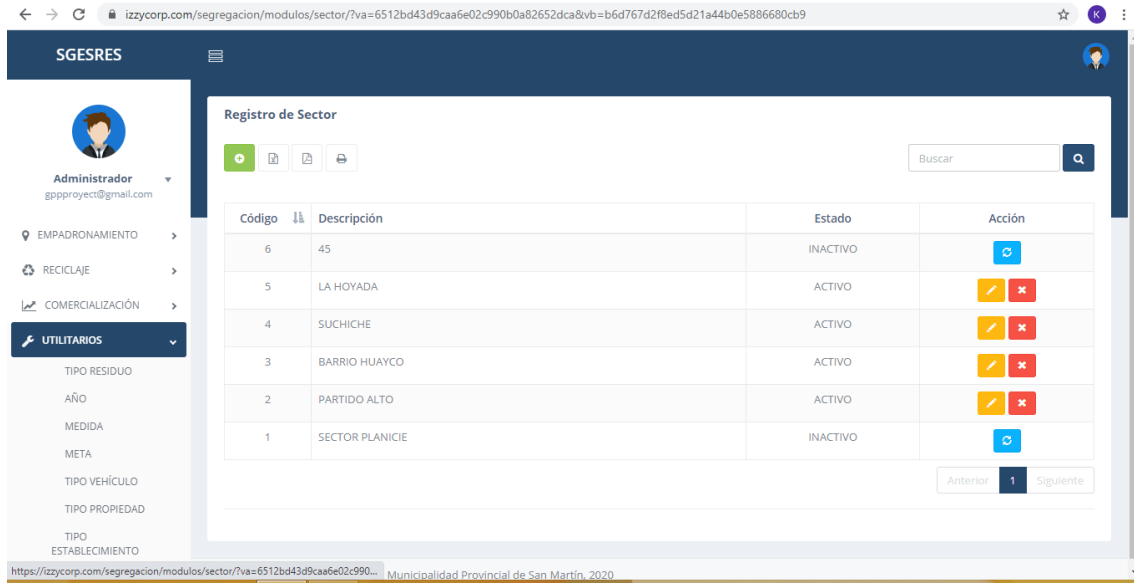 izzycorp.com/segregacion/modulos/sector/?va=6512bd43d9caa6e02c990b0a82652dca&vb=b6d767d2f8ed5d21a44b0e5886680cb9
K
SGESRES
Administrador
gppproyect@gmail.com
EMPADRONAMIENTO
RECICLAJE
COMERCIALIZACIÓN
UTILITARIOS
TIPO RESIDUO
AÑO
MEDIDA
META
TIPO VEHÍCULO
TIPO PROPIEDAD
TIPO
ESTABLECIMIENTO
Registro de Sector
Buscar
Código Descripción Estado Acción
6 45 INACTIVO
5 LA HOYADA ACTIVO
4 SUCHICHE ACTIVO
3 BARRIO HUAYCO ACTIVO
2 PARTIDO ALTO ACTIVO
1 SECTOR PLANICIE INACTIVO
Anterior 1 Siguiente
https://izzycorp.com/segregacion/modulos/sector/?va=6512bd43d9caa6e02c990...
Municipalidad Provincial de San Martín, 2020